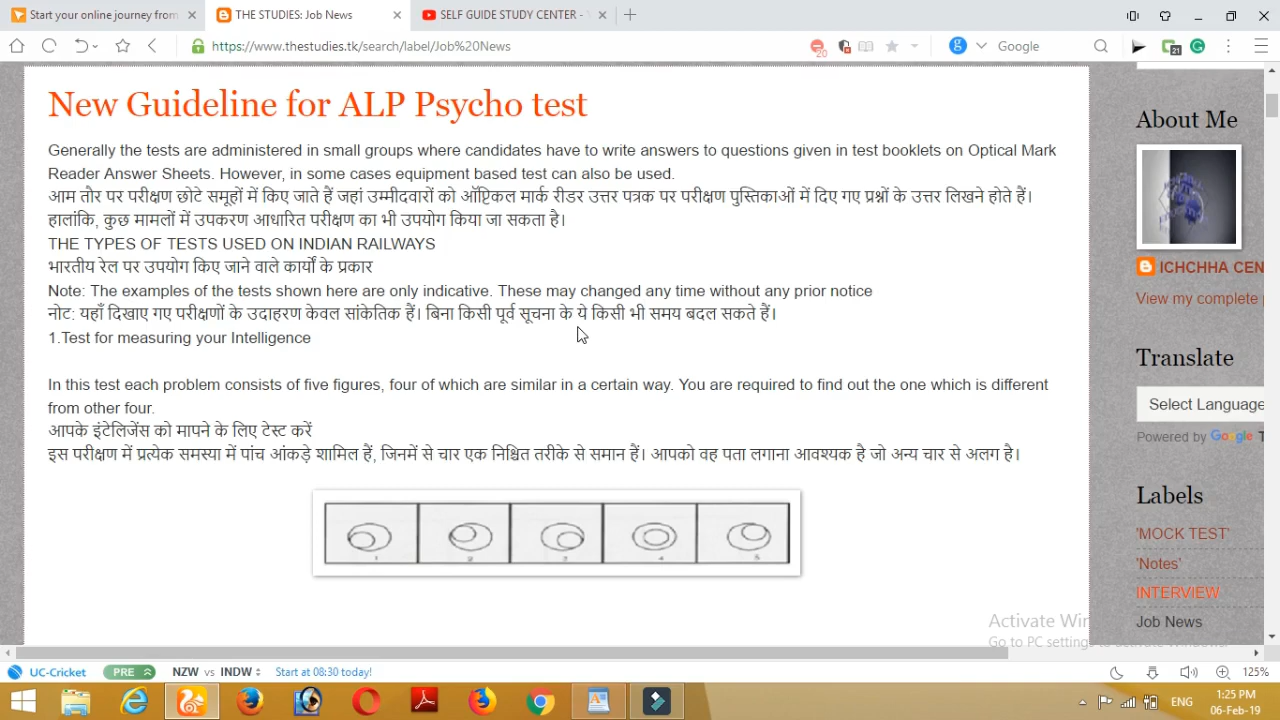 Start your online journey from
THE STUDIES: Job News
SELF GUIDE STUDY CENTER -
https://www.thestudies.tk/search/label/Job%20News
20
Google
21
New Guideline for ALP Psycho test
Generally the tests are administered in small groups where candidates have to write answers to questions given in test booklets on Optical Mark
Reader Answer Sheets. However, in some cases equipment based test can also be used.
आम तौर पर परीक्षण छोटे समूहों में किए जाते हैं जहां उम्मीदवारों को ऑप्टिकल मार्क रीडर उत्तर पत्रक पर परीक्षण पुस्तिकाओं में दिए गए प्रश्नों के उत्तर लिखने होते हैं।
हालांकि, कुछ मामलों में उपकरण आधारित परीक्षण का भी उपयोग किया जा सकता है।
THE TYPES OF TESTS USED ON INDIAN RAILWAYS
भारतीय रेल पर उपयोग किए जाने वाले कार्यों के प्रकार
Note: The examples of the tests shown here are only indicative. These may changed any time without any prior notice
नोट: यहाँ दिखाए गए परीक्षणों के उदाहरण केवल सांकेतिक हैं। बिना किसी पूर्व सूचना के ये किसी भी समय बदल सकते हैं।
1.Test for measuring your Intelligence
In this test each problem consists of five figures, four of which are similar in a certain way. You are required to find out the one which is different
from other four.
आपके इंटेलिजेंस को मापने के लिए टेस्ट करें
इस परीक्षण में प्रत्येक समस्या में पांच आंकड़े शामिल हैं, जिनमें से चार एक निश्चित तरीके से समान हैं। आपको वह पता लगाना आवश्यक है जो अन्य चार से अलग है।
About Me
ICHCHHA CEN
View my complete
Translate
Select Language
Powered by Google
Labels
'MOCK TEST'
'Notes'
INTERVIEW
Job News
Activate Win
Go to PC settings to activate Windows.
UC-Cricket
PRE
NZW vs INDW
Start at 08:30 today!
125%
ENG
1:25 PM
06-Feb-19